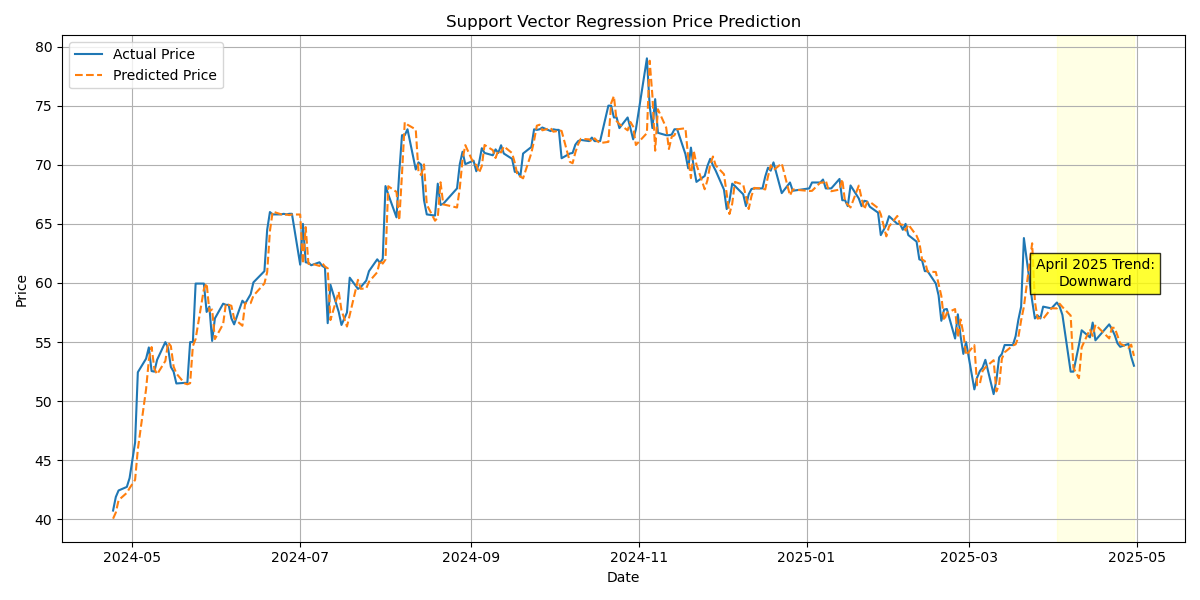 Support Vector Regression Price Prediction
Actual Price
Predicted Price
April 2025 Trend:
Downward
Price
80
75
70
65
60
55
50
45
40
2024-05
2024-07
2024-09
2024-11
2025-01
2025-03
2025-05
Date